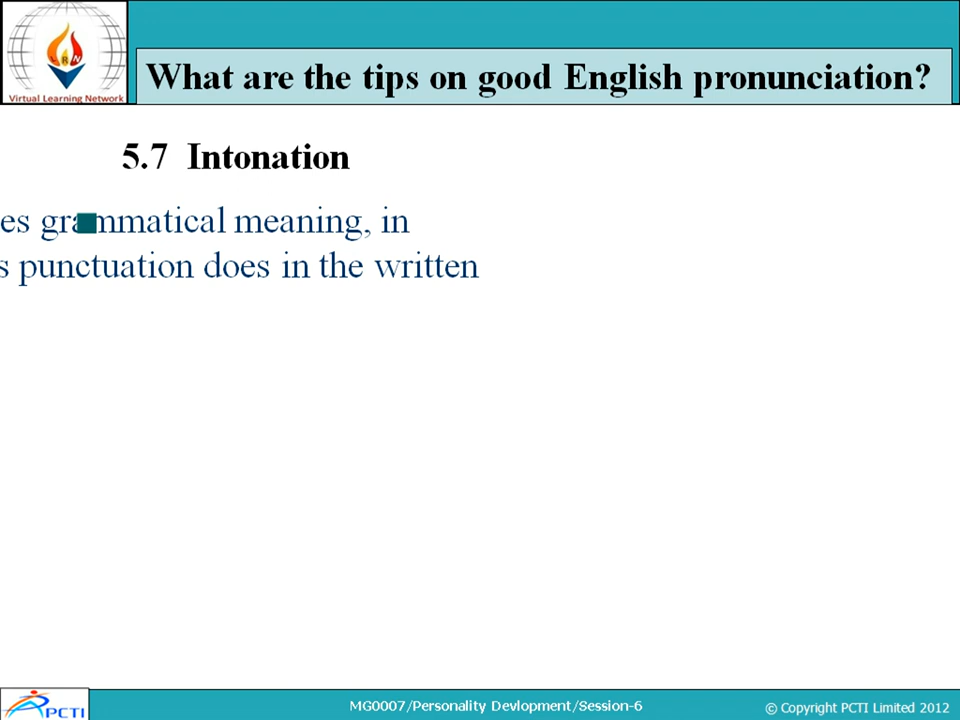 RN
Virtual Learning Network
What are the tips on good English pronunciation?
5.7 Intonation
es grammatical meaning, in
s punctuation does in the written
PCTI
MG0007/Personality Devlopment/Session-6
© Copyright PCTI Limited 2012